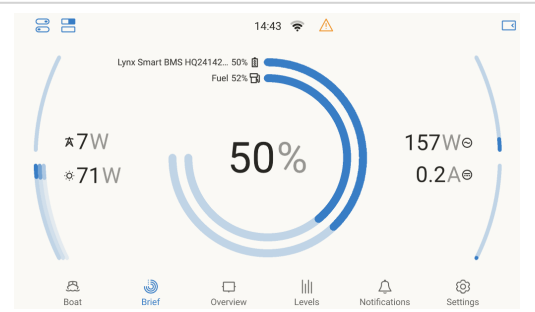 14:43
Lynx Smart BMS HQ24142... 50%
Fuel 52%
7W
71W
50%
157W
0.2A
Boat
Brief
Overview
Levels
Notifications
Settings